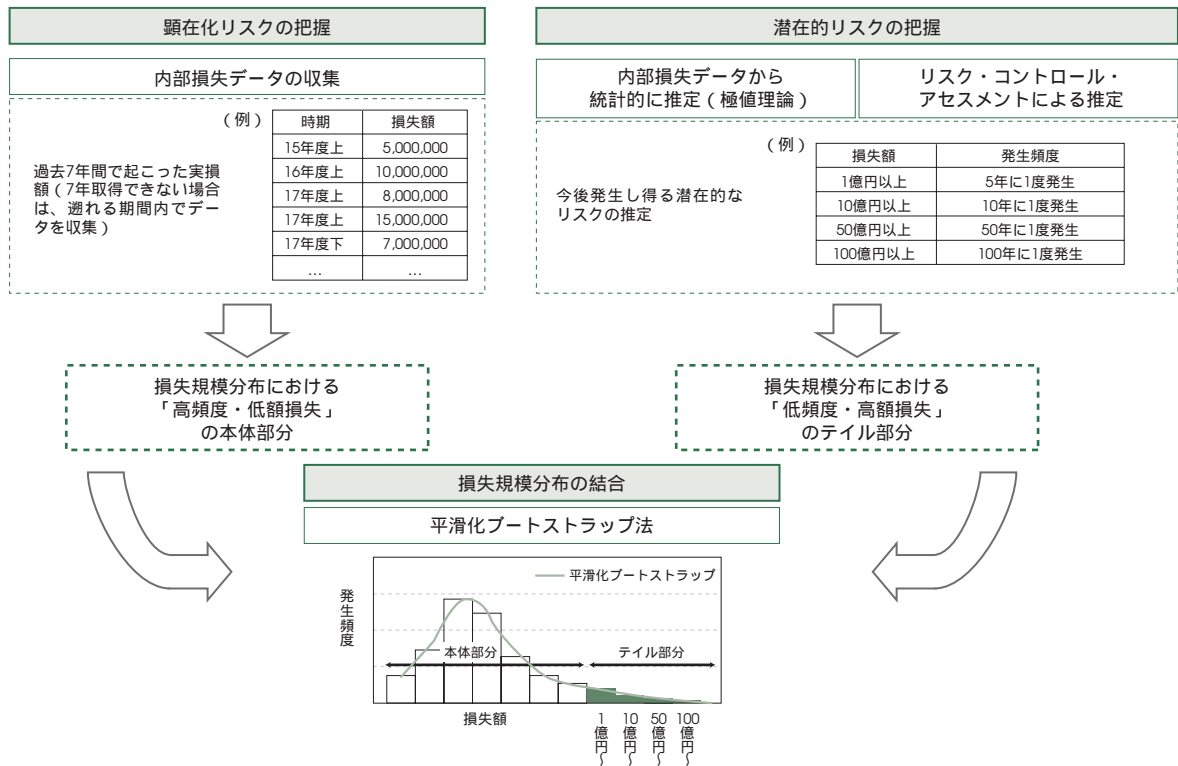 顕在化リスクの把握
内部損失データの収集
(例)
過去7年間で起こった実損
額(7年取得できない場合
は、遡れる期間内でデー
タを収集)
時期 損失額
15年度上 5,000,000
16年度上 10,000,000
17年度上 8,000,000
17年度上 15,000,000
17年度下 7,000,000
… …
潜在的リスクの把握
内部損失データから
統計的に推定(極値理論)
リスク・コントロール・
アセスメントによる推定
(例)
今後発生し得る潜在的な
リスクの推定
損失額 発生頻度
1億円以上 5年に1度発生
10億円以上 10年に1度発生
50億円以上 50年に1度発生
100億円以上 100年に1度発生
損失規模分布における
「高頻度・低額損失」
の本体部分
損失規模分布における
「低頻度・高額損失」
のテイル部分
損失規模分布の結合
平滑化ブートストラップ法
平滑化ブートストラップ
発生頻度
本体部分
テイル部分
損失額
1億円〜
10億円〜
50億円〜
100億円〜